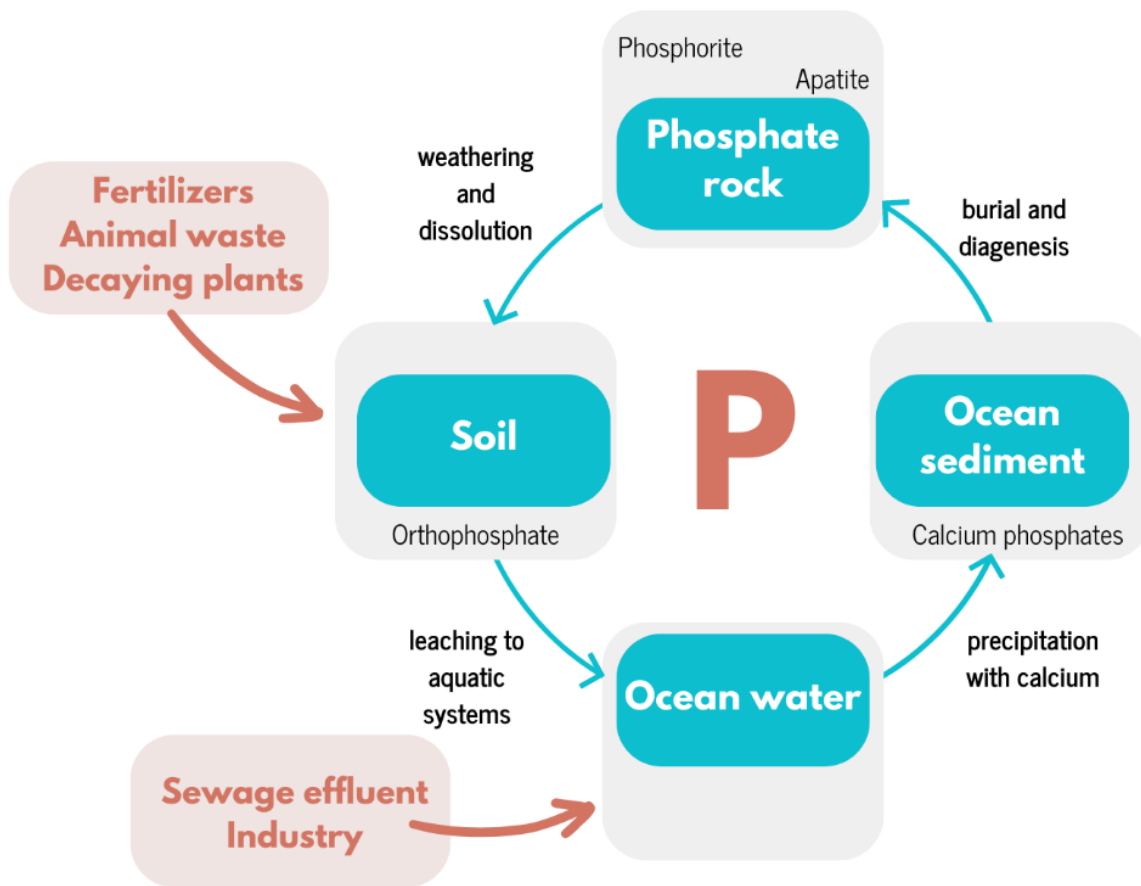 Phosphorite
Apatite
Phosphate
rock
weathering
and
dissolution
burial and
diagenesis
Fertilizers
Animal waste
Decaying plants
Soil
Orthophosphate
P
Ocean
sediment
Calcium phosphates
leaching to
aquatic
systems
Ocean water
precipitation
with calcium
Sewage effluent
Industry